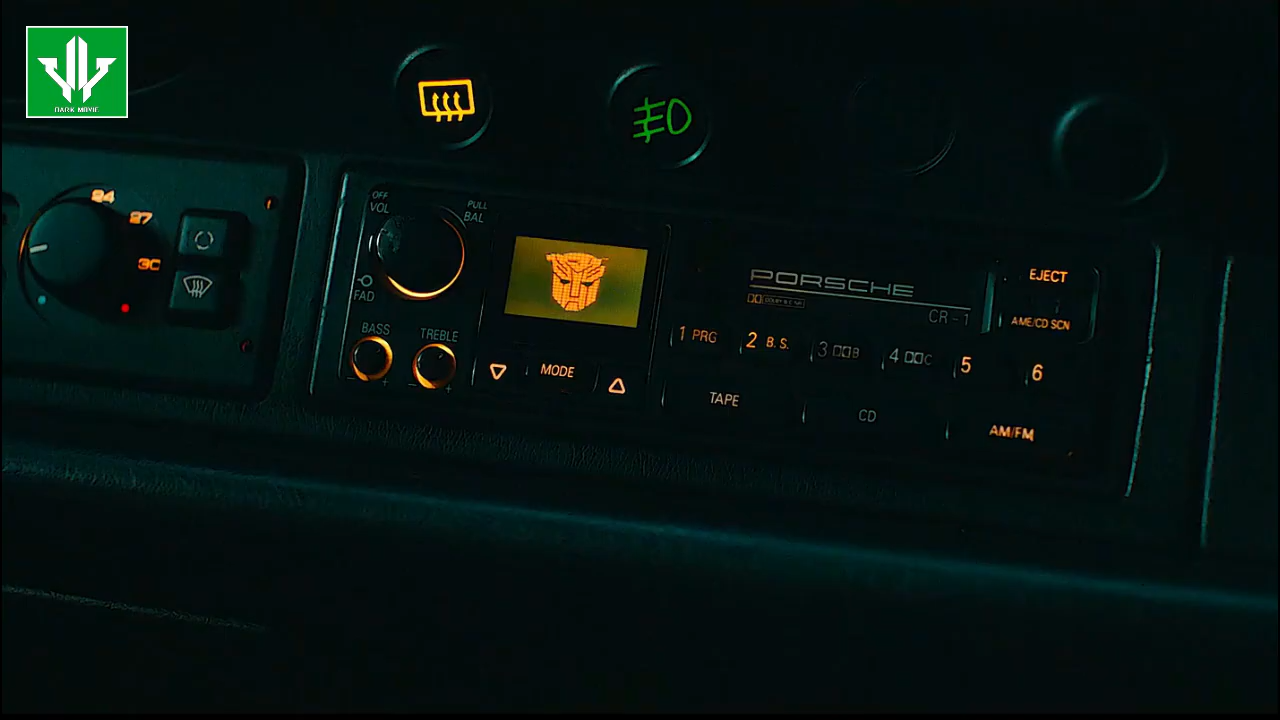 DARK MOVIE
24
27
OFF
VOL
PULL
BAL
FAD
BASS
TREBLE
MODE
PORSCHE
CR-1
EJECT
AME/CD SCN
1 PRG
2 B. S.
3 B
4 C
5
6
TAPE
CD
AM/FM